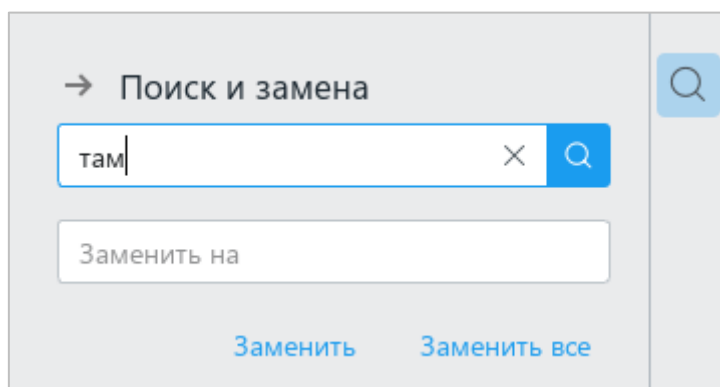 Поиск и замена
там
Заменить на
Заменить Заменить все